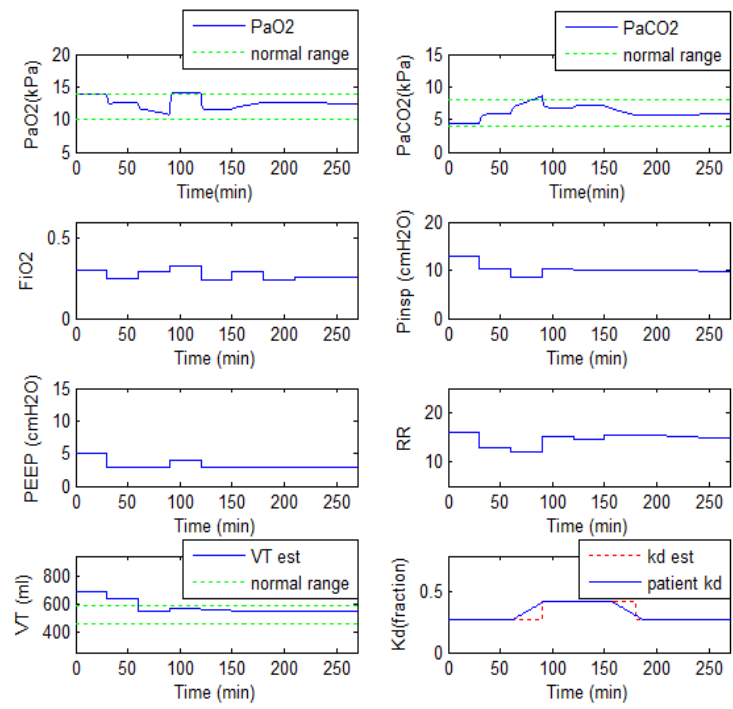 PaO2
normal range
20
15
10
5
PaO2(kPa)
0 50 100 150 200 250
Time(min)
PaCO2
normal range
15
10
5
0
PaCO2(kPa)
0 50 100 150 200 250
Time(min)
0.5
0
FiO2
0 50 100 150 200 250
Time (min)
20
10
0
Pinsp (cmH2O)
0 50 100 150 200 250
Time (min)
15
10
5
0
PEEP (cmH2O)
0 50 100 150 200 250
Time (min)
20
10
RR
0 50 100 150 200 250
Time (min)
VT est
normal range
800
600
400
VT (ml)
0 50 100 150 200 250
Time (min)
kd est
patient kd
0.5
0
Kd(fraction)
0 50 100 150 200 250
Time (min)